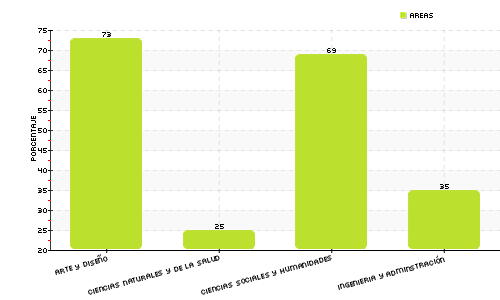 AREAS
75
70
65
60
55
50
45
40
35
30
25
20
PORCENTAJE
73
25
69
35
ARTE Y DISEÑO
CIENCIAS NATURALES Y DE LA SALUD
CIENCIAS SOCIALES Y HUMANIDADES
INGENIERIA Y ADMINSTRACIÓN